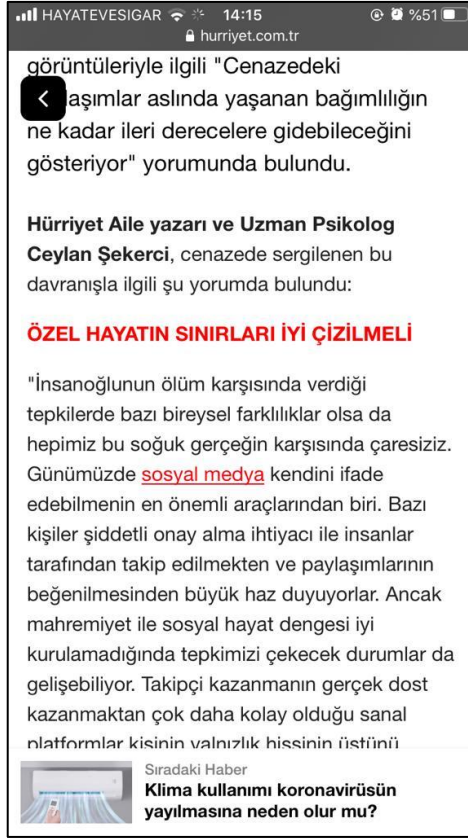 HAYATEVESIGAR 14:15 %51
hurriyet.com.tr
görüntüleriyle ilgili "Cenazedeki
aşımlar aslında yaşanan bağımlılığın
ne kadar ileri derecelere gidebileceğini
gösteriyor" yorumunda bulundu.
Hürriyet Aile yazarı ve Uzman Psikolog
Ceylan Şekerci, cenazede sergilenen bu
davranışla ilgili şu yorumda bulundu:
ÖZEL HAYATIN SINIRLARI İYİ ÇİZİLMELİ
"İnsanoğlunun ölüm karşısında verdiği
tepkilerde bazı bireysel farklılıklar olsa da
hepimiz bu soğuk gerçeğin karşısında çaresiziz.
Günümüzde sosyal medya kendini ifade
edebilmenin en önemli araçlarından biri. Bazı
kişiler şiddetli onay alma ihtiyacı ile insanlar
tarafından takip edilmekten ve paylaşımlarının
beğenilmesinden büyük haz duyuyorlar. Ancak
mahremiyet ile sosyal hayat dengesi iyi
kurulamadığında tepkimizi çekecek durumlar da
gelişebiliyor. Takipçi kazanmanın gerçek dost
kazanmaktan çok daha kolay olduğu sanal
platformlar kişinin yalnızlık hissinin üstünü
Sıradaki Haber
Klima kullanımı koronavirüsün
yayılmasına neden olur mu?